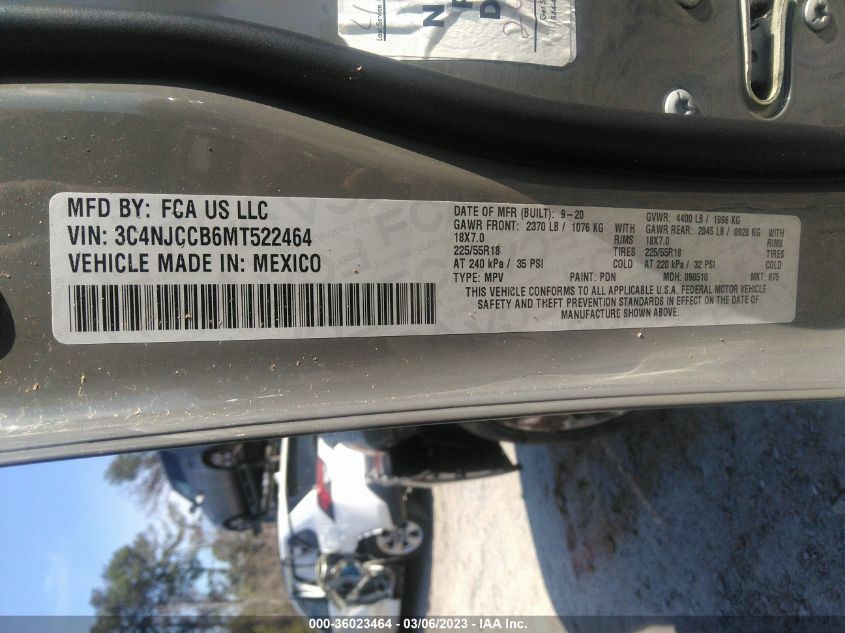 Loan Service
MFD BY: FCA US LLC
VIN: 3C4NJCCB6MT522464
VEHICLE MADE IN: MEXICO
DATE OF MFR (BUILT): 9-20 GVWR: 4400 LB / 1996 KG
GAWR FRONT: 2370 LB / 1076 KG WITH GAWR REAR: 2045 LB / 0928 KG WITH
18X7.0 RIMS 18X7.0 RIMS
225/55R18 TIRES 225/55R18 TIRES
AT 240 kPa / 35 PSI COLD AT 220 kPa / 32 PSI COLD
TYPE: MPV PAINT: PDN MDH: 090510 MKT: 875
THIS VEHICLE CONFORMS TO ALL APPLICABLE U.S.A. FEDERAL MOTOR VEHICLE
SAFETY AND THEFT PREVENTION STANDARDS IN EFFECT ON THE DATE OF
MANUFACTURE SHOWN ABOVE.
000-36023464 - 03/06/2023 - IAA Inc.